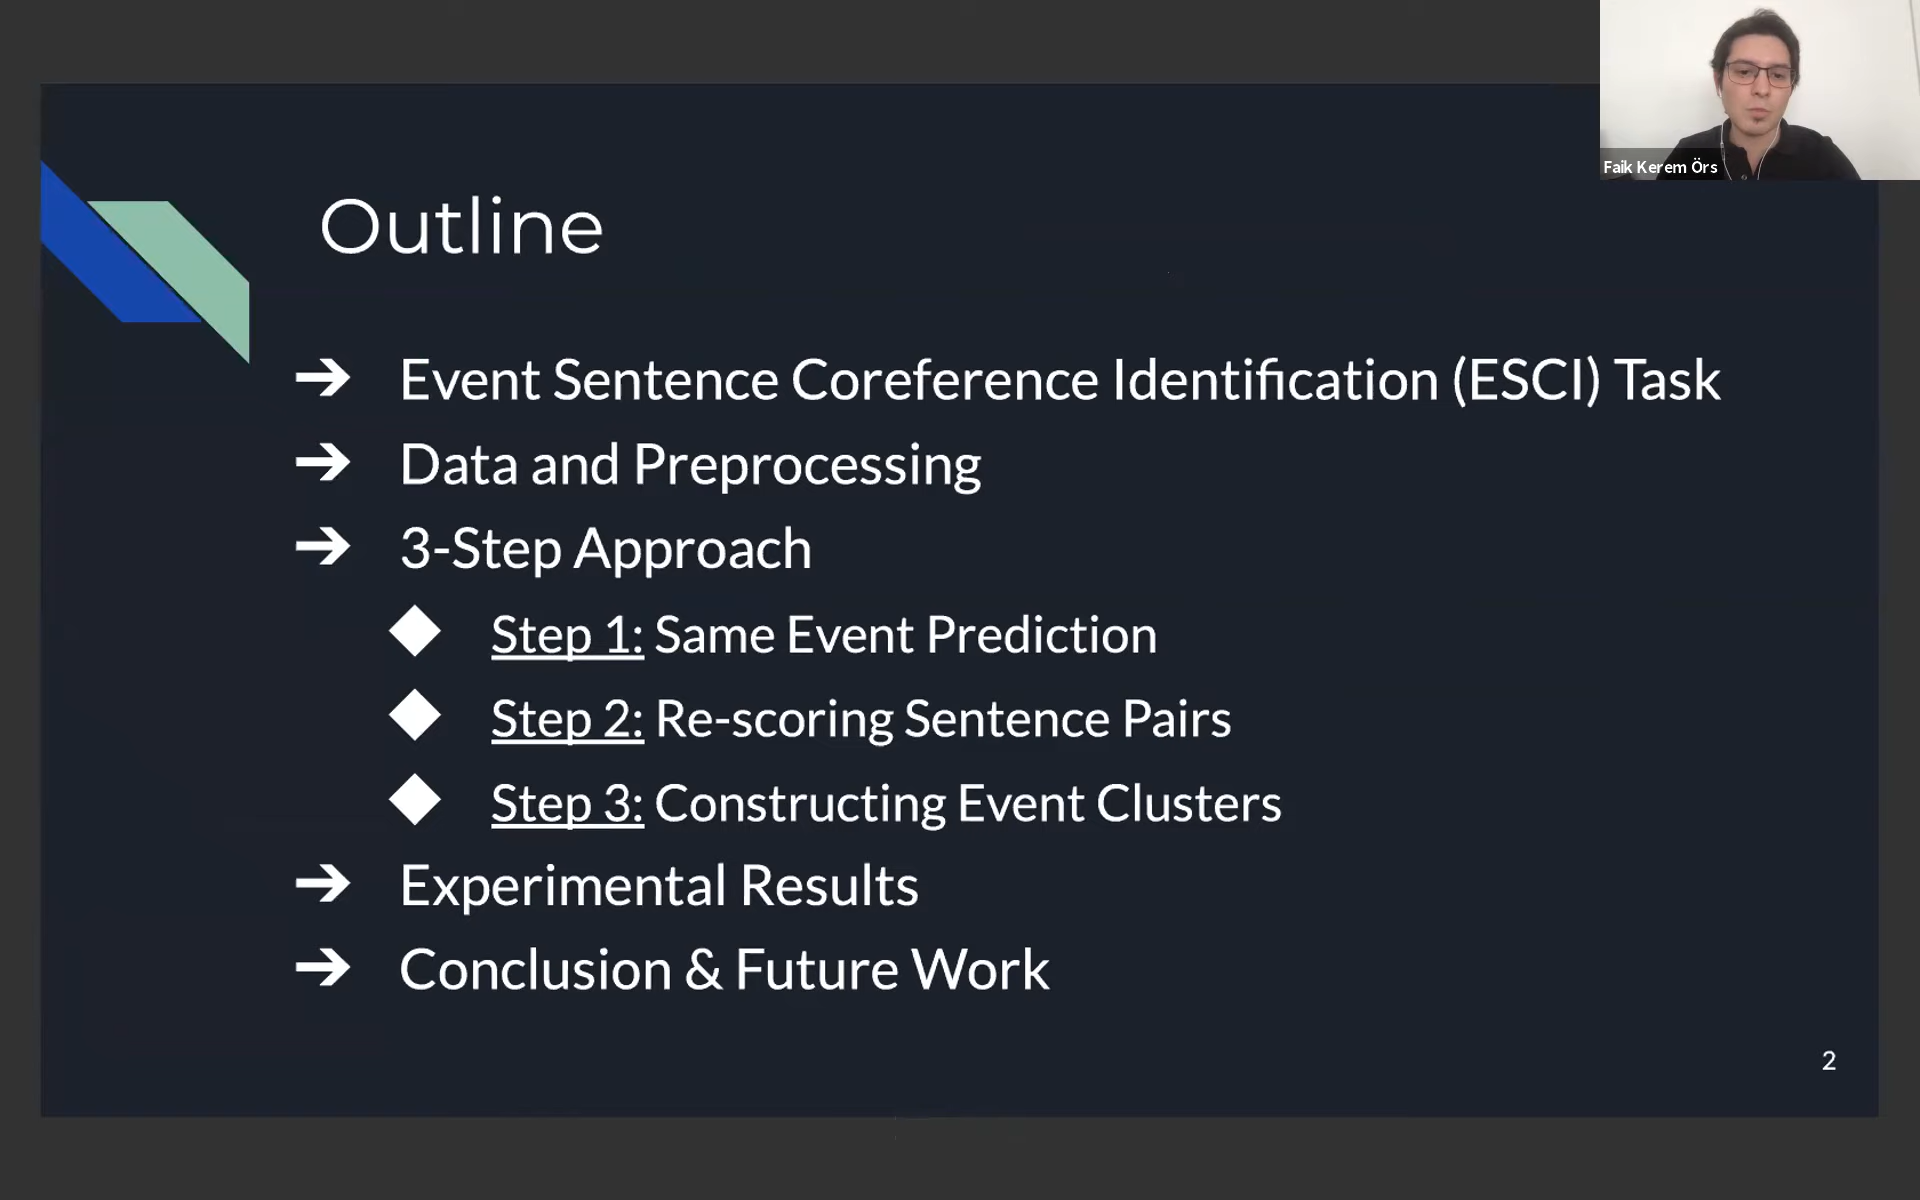 Faik Kerem Örs
Outline
➔ Event Sentence Coreference Identification (ESCI) Task
➔ Data and Preprocessing
➔ 3-Step Approach
◆ Step 1: Same Event Prediction
◆ Step 2: Re-scoring Sentence Pairs
◆ Step 3: Constructing Event Clusters
➔ Experimental Results
➔ Conclusion & Future Work
2